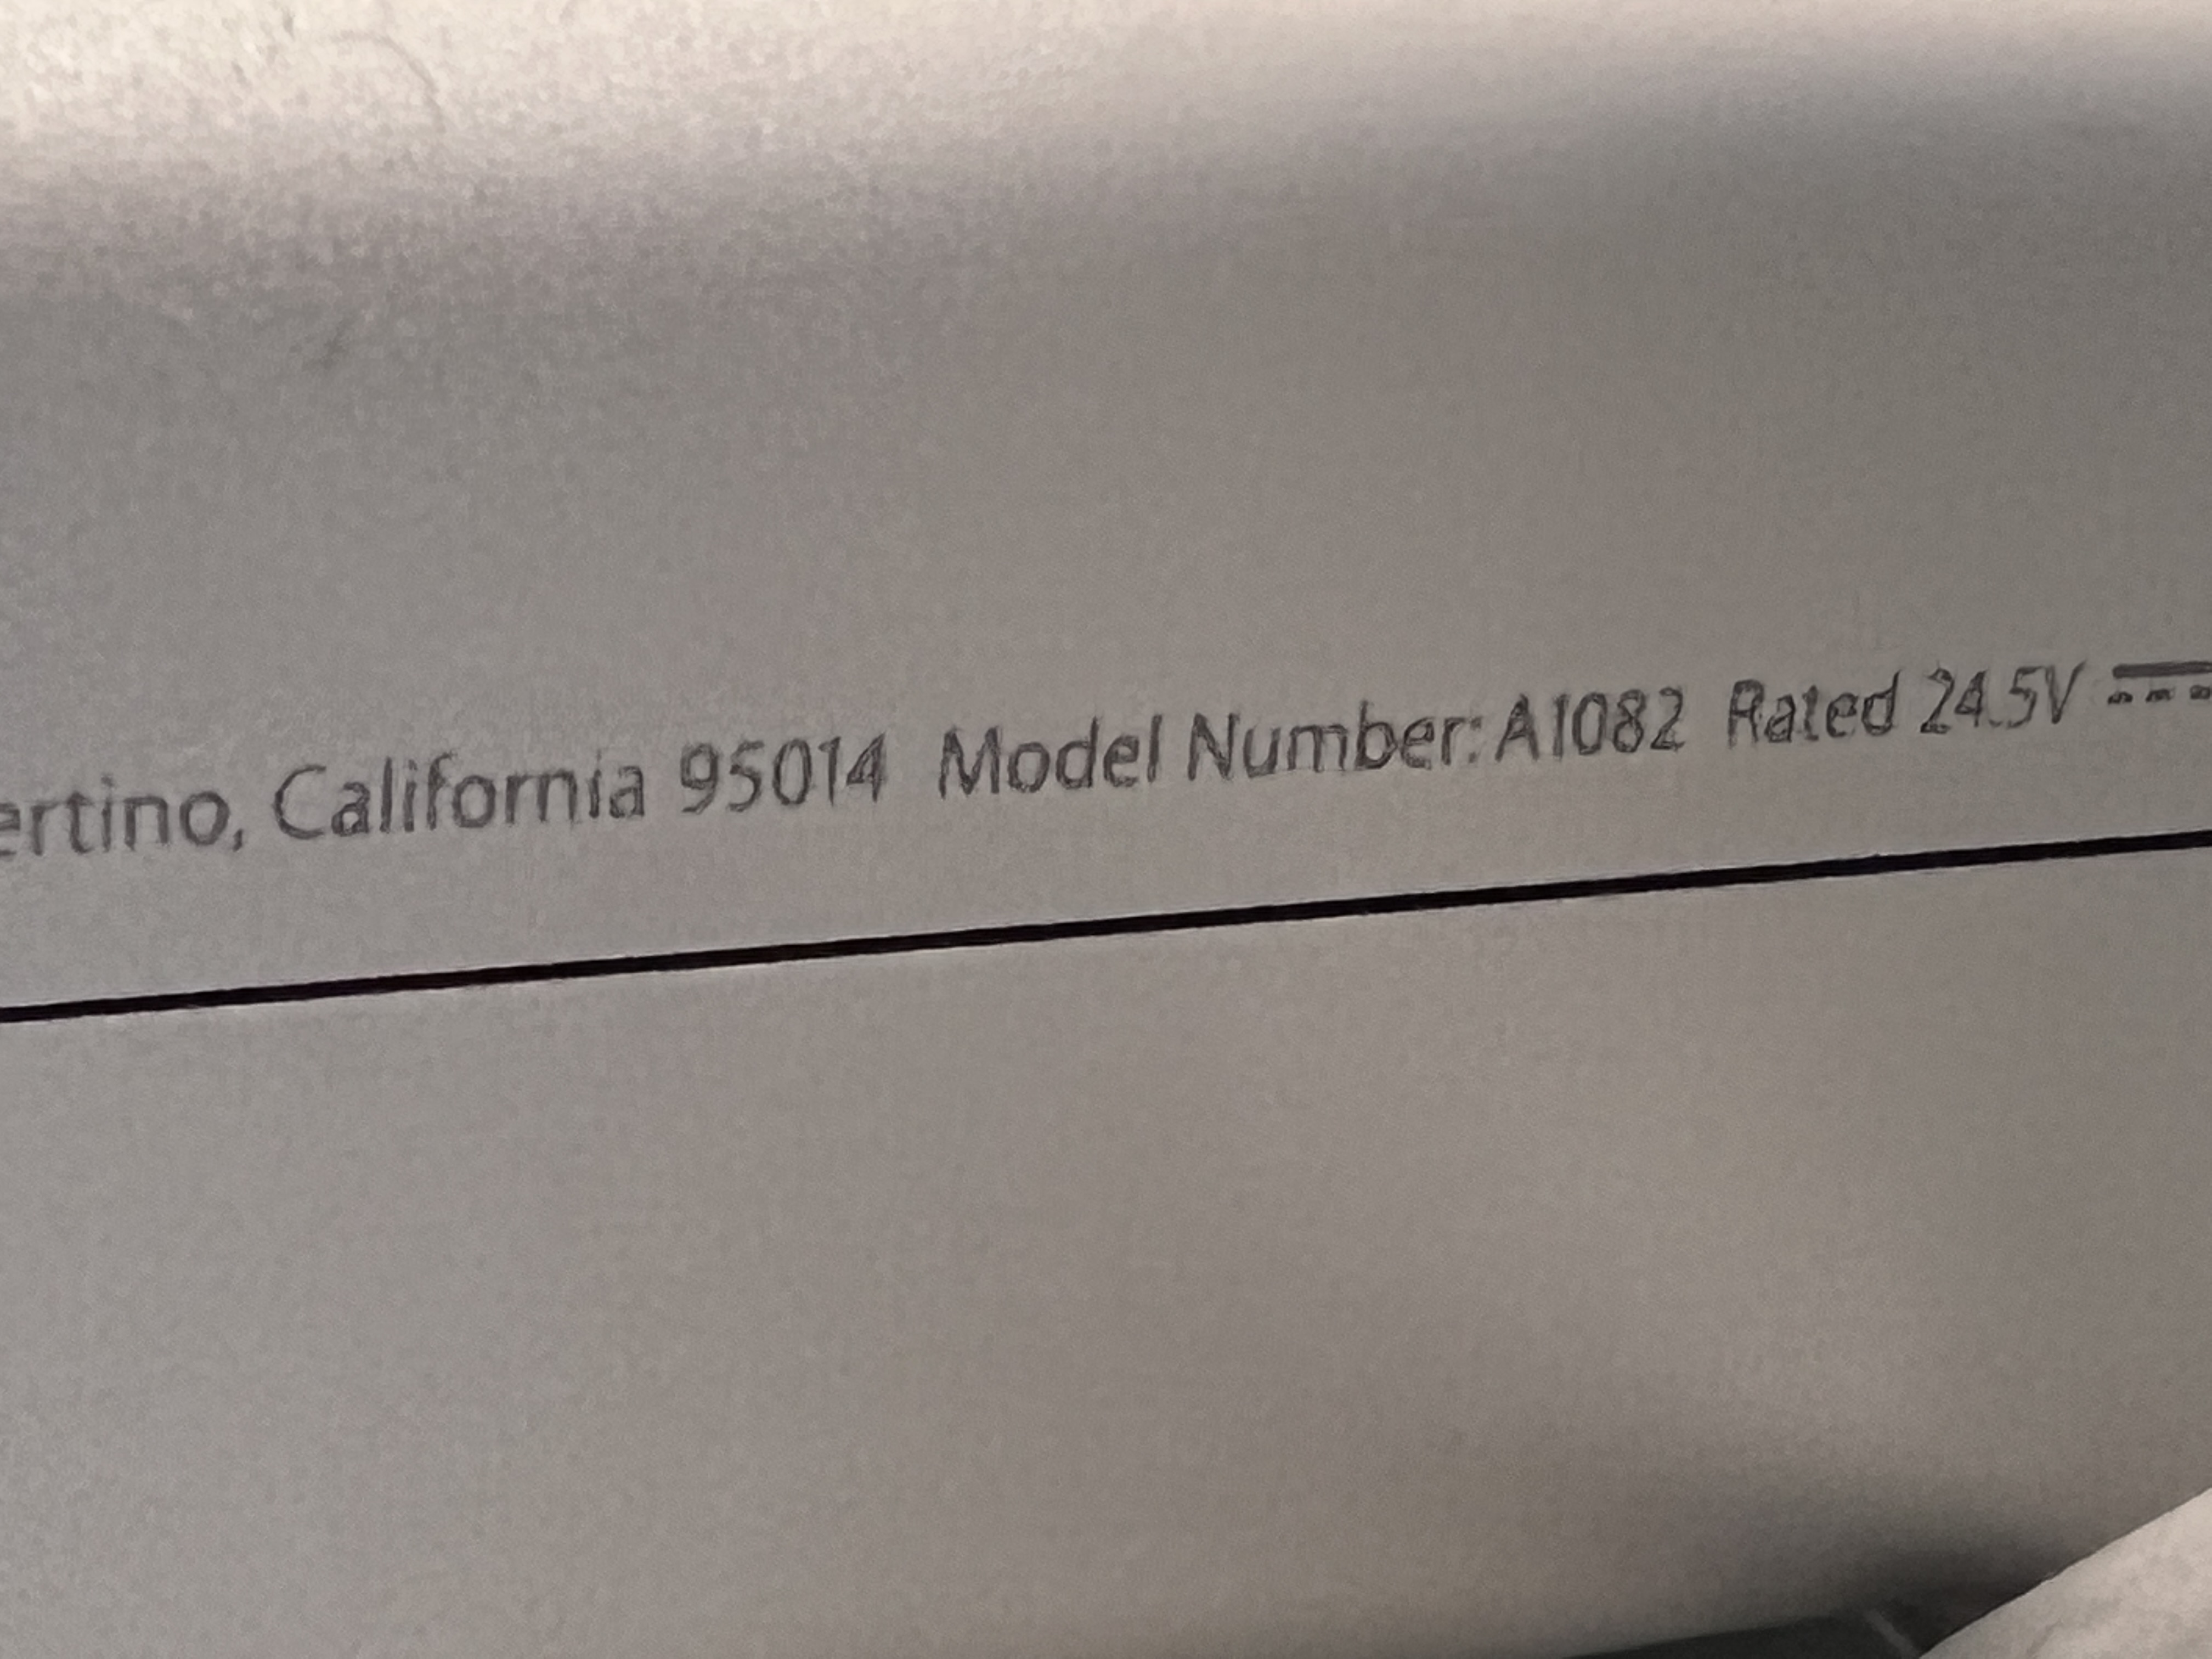 ertino, California 95014 Model Number: A1082 Rated 24.5V ⎓